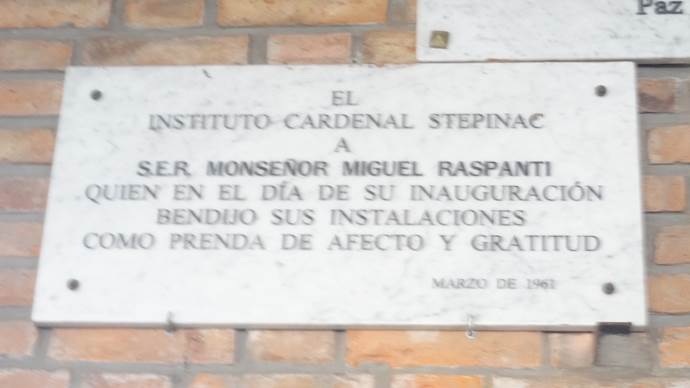 Paz
EL
INSTITUTO CARDENAL STEPINAC
A
S.E.R. MONSEÑOR MIGUEL RASPANTI
QUIEN EN EL DÍA DE SU INAUGURACIÓN
BENDIJO SUS INSTALACIONES
COMO PRENDA DE AFECTO Y GRATITUD
MARZO DE 1961